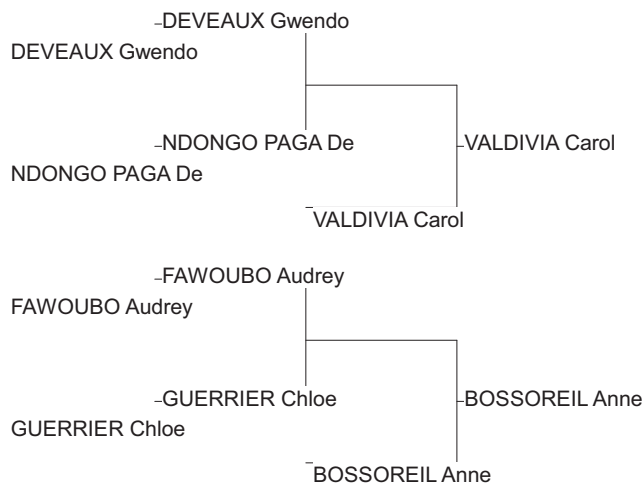 DEVEAUX Gwendo
DEVEAUX Gwendo
NDONGO PAGA De
VALDIVIA Carol
NDONGO PAGA De
VALDIVIA Carol
FAWOUBO Audrey
FAWOUBO Audrey
GUERRIER Chloe
BOSSOREIL Anne
GUERRIER Chloe
BOSSOREIL Anne